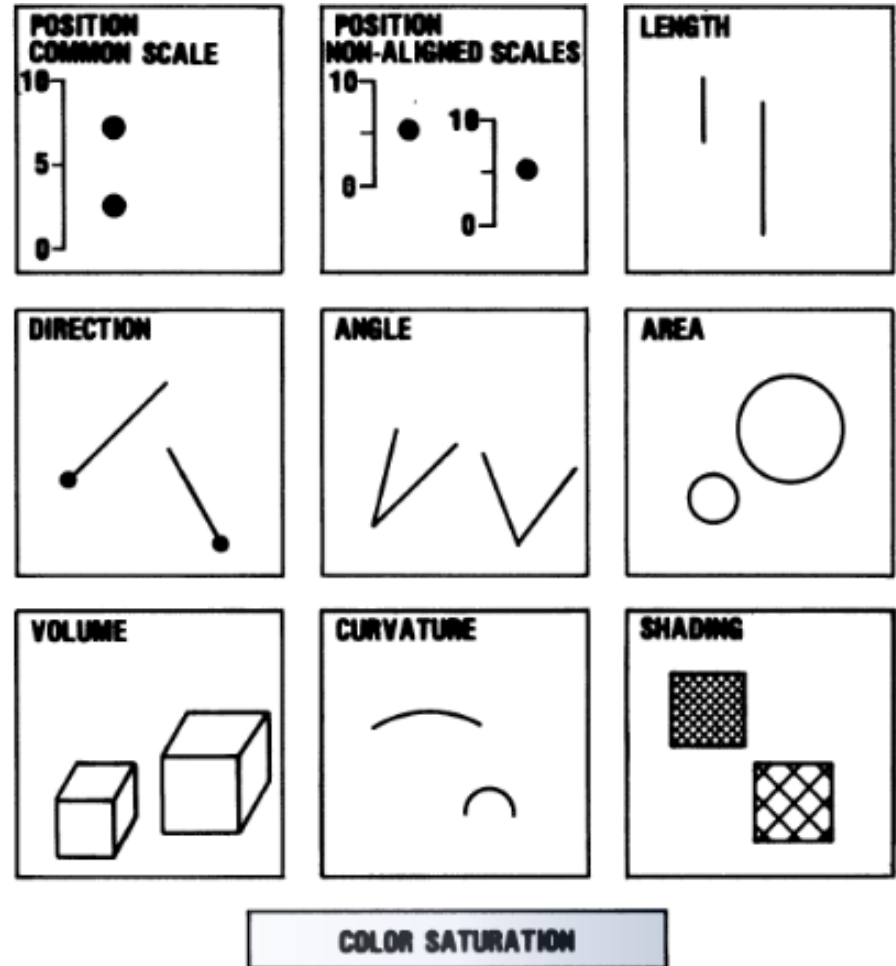 POSITION
COMMON SCALE
10
5
0
POSITION
NON-ALIGNED SCALES
10
0
10
0
LENGTH
DIRECTION
ANGLE
AREA
VOLUME
CURVATURE
SHADING
COLOR SATURATION